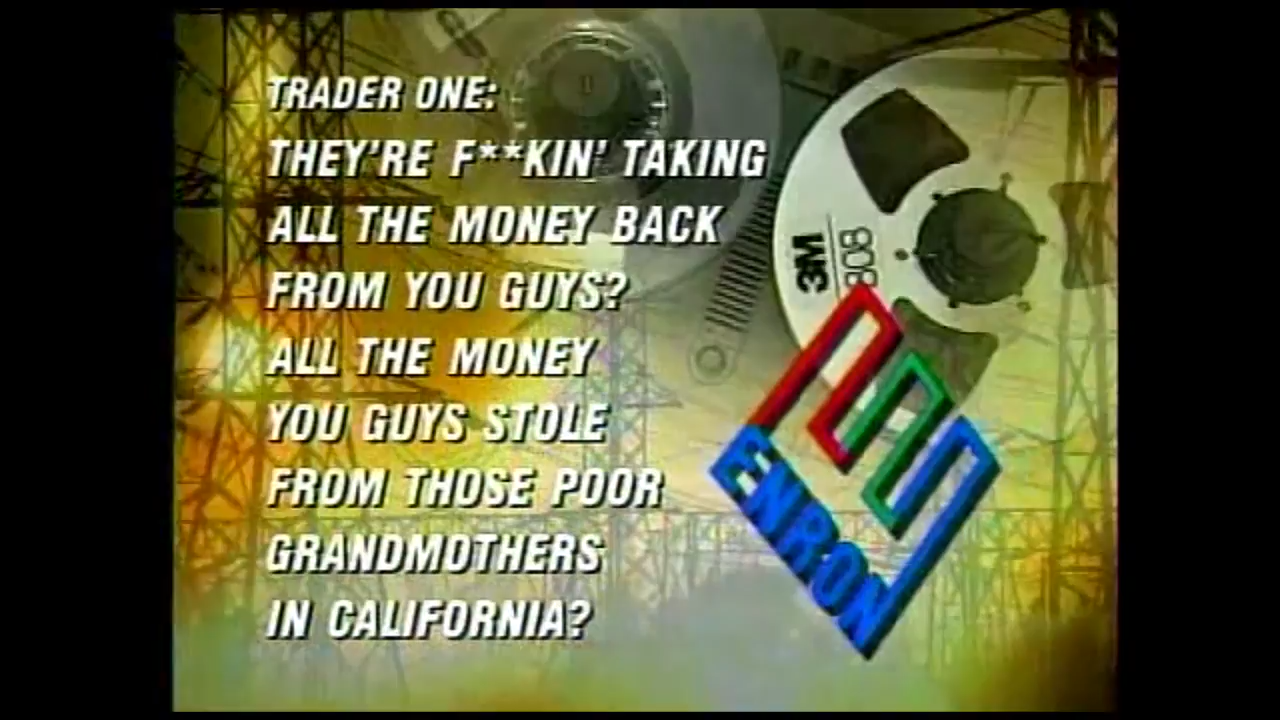 TRADER ONE:
THEY'RE F**KIN' TAKING
ALL THE MONEY BACK
FROM YOU GUYS?
ALL THE MONEY
YOU GUYS STOLE
FROM THOSE POOR
GRANDMOTHERS
IN CALIFORNIA?
3M
808
ENRON